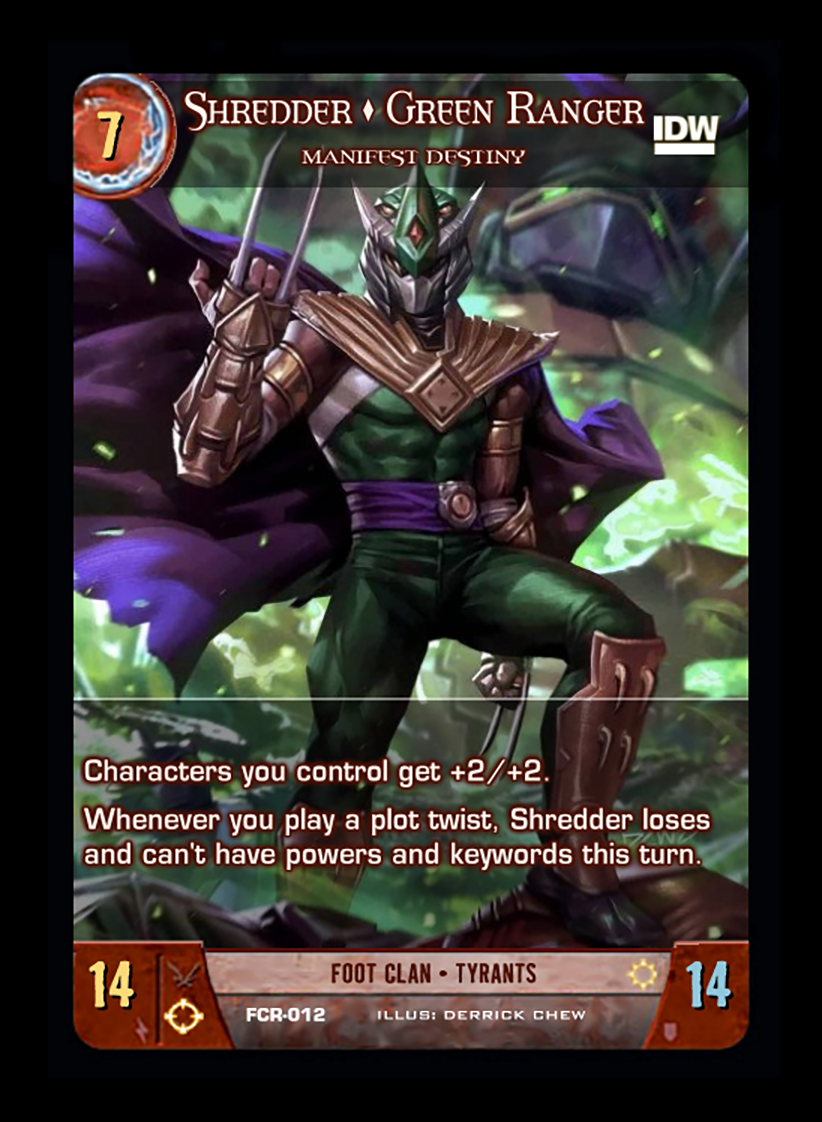 7
SHREDDER ♦ GREEN RANGER
IDW
MANIFEST DESTINY
Characters you control get +2/+2.
Whenever you play a plot twist, Shredder loses
and can't have powers and keywords this turn.
14
FOOT CLAN • TYRANTS
14
FCR-012 ILLUS: DERRICK CHEW